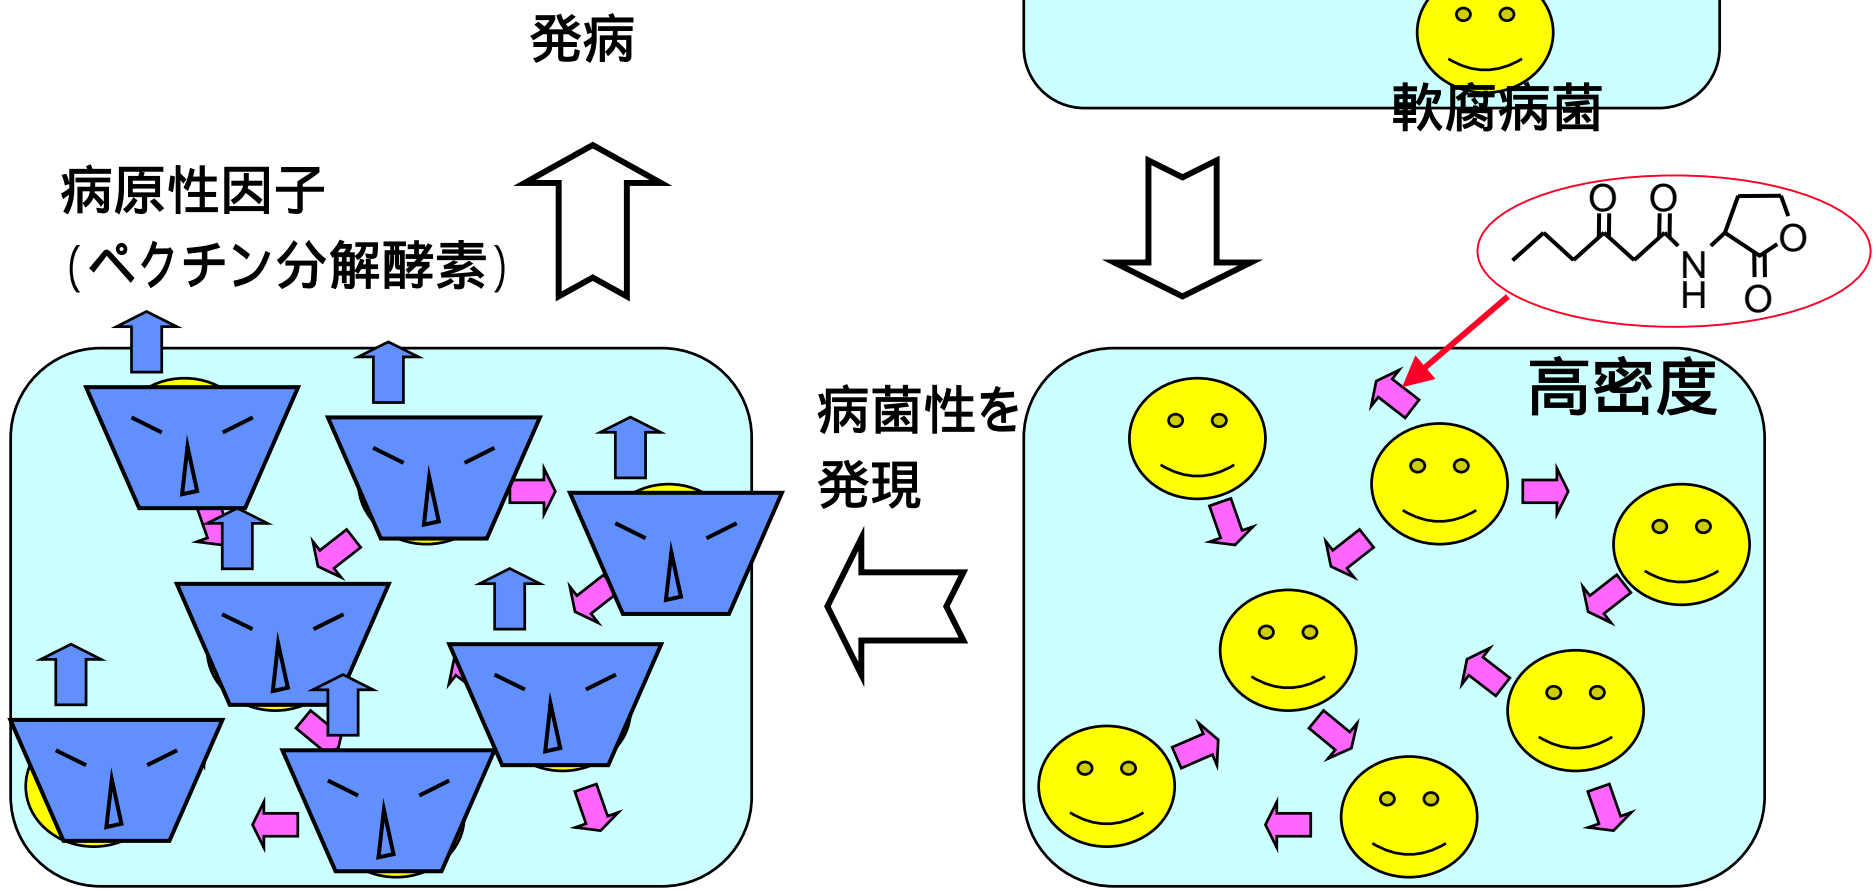 発病
軟腐病菌
病原性因子
(ペクチン分解酵素)
O O
O
N
H
O
高密度
病菌性を
発現